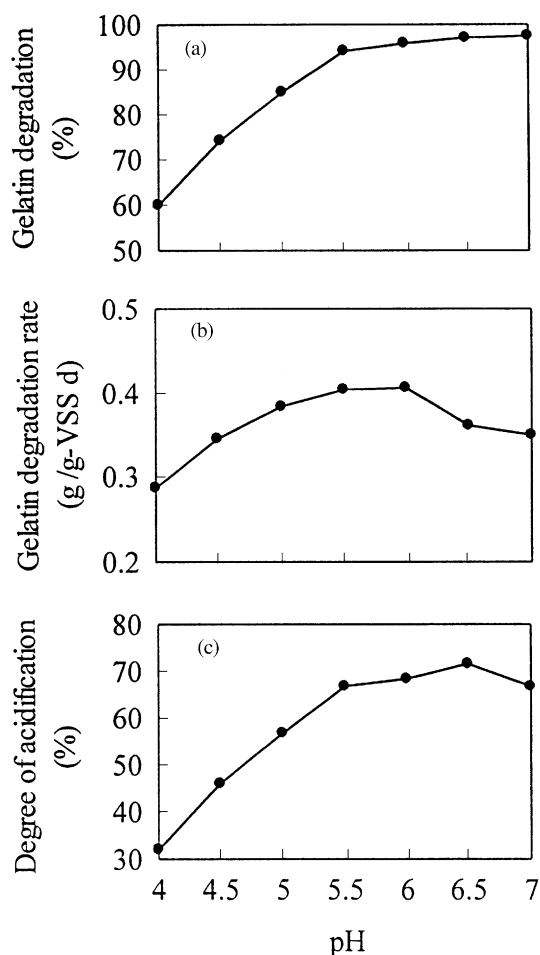 Gelatin degradation
(%)
100
90
80
70
60
50
(a)
Gelatin degradation rate
(g/g-VSS d)
0.5
0.4
0.3
0.2
(b)
Degree of acidification
(%)
80
70
60
50
40
30
(c)
4 4.5 5 5.5 6 6.5 7
pH